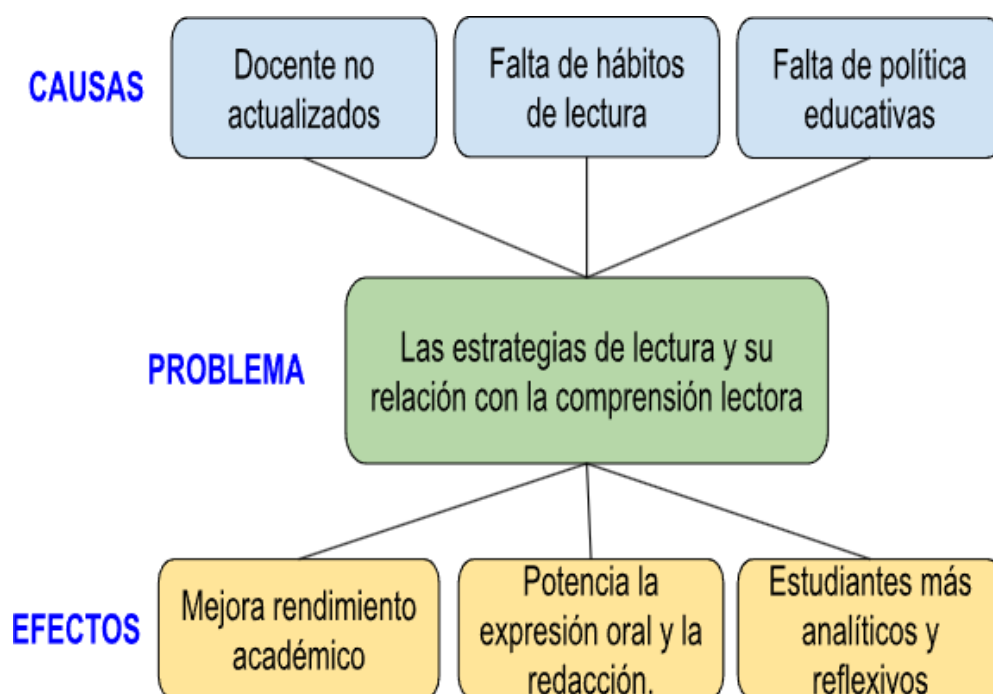 CAUSAS
Docente no
actualizados
Falta de hábitos
de lectura
Falta de política
educativas
PROBLEMA
Las estrategias de lectura y su
relación con la comprensión lectora
EFECTOS
Mejora rendimiento
académico
Potencia la
expresión oral y la
redacción.
Estudiantes más
analíticos y
reflexivos